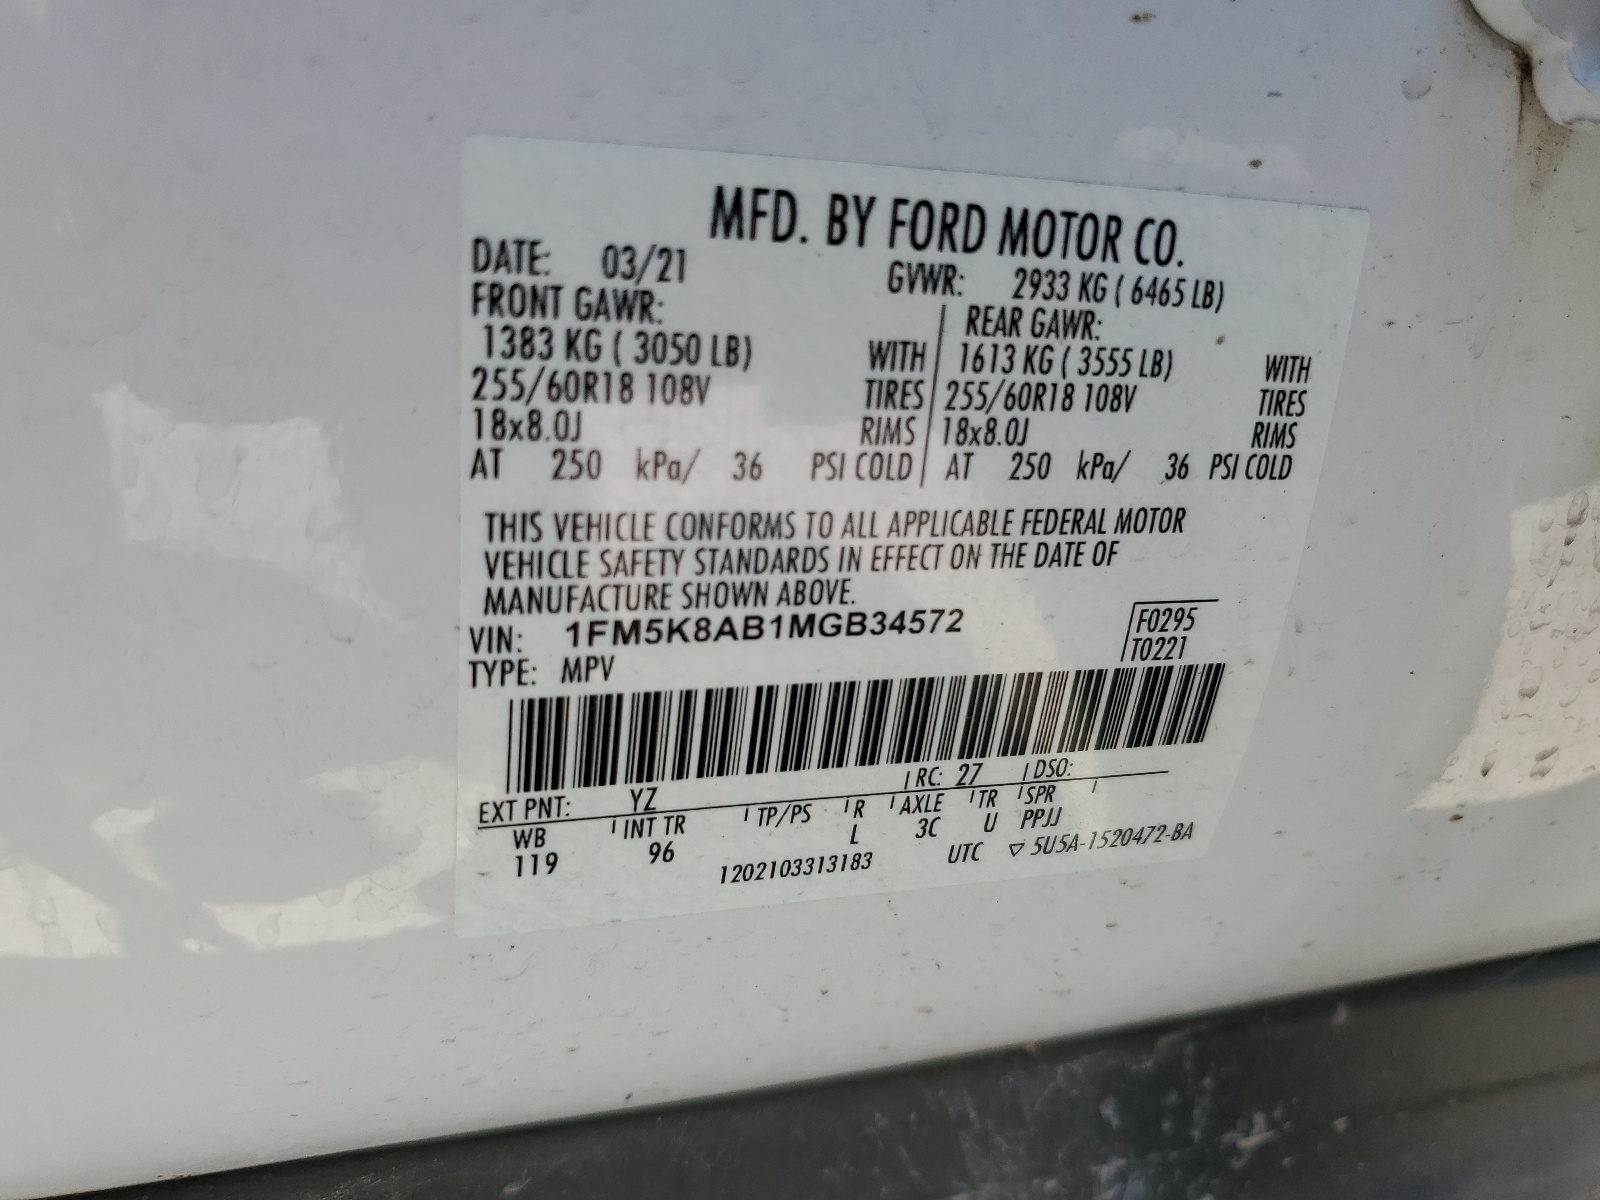 MFD. BY FORD MOTOR CO.
DATE: 03/21 GVWR: 2933 KG ( 6465 LB)
FRONT GAWR: REAR GAWR:
1383 KG ( 3050 LB) WITH 1613 KG ( 3555 LB) WITH
255/60R18 108V TIRES 255/60R18 108V TIRES
18x8.0J RIMS 18x8.0J RIMS
AT 250 kPa/ 36 PSI COLD AT 250 kPa/ 36 PSI COLD
THIS VEHICLE CONFORMS TO ALL APPLICABLE FEDERAL MOTOR
VEHICLE SAFETY STANDARDS IN EFFECT ON THE DATE OF
MANUFACTURE SHOWN ABOVE.
VIN: 1FM5K8AB1MGB34572 F0295
TYPE: MPV T0221
EXT PNT: YZ RC: 27 DSO:
WB INT TR TP/PS R AXLE TR SPR
119 96 L 3C U PPJJ
1202103313183 UTC ▽ 5U5A-1520472-BA